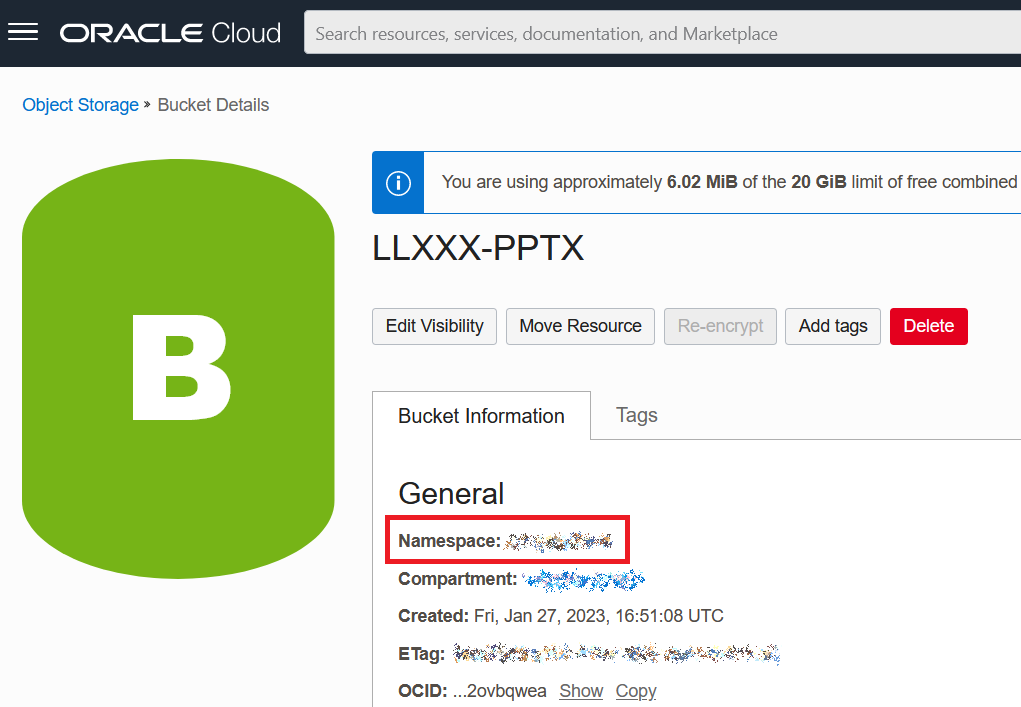 ORACLE Cloud
Search resources, services, documentation, and Marketplace
Object Storage » Bucket Details
B
You are using approximately 6.02 MiB of the 20 GiB limit of free combined
LLXXX-PPTX
Edit Visibility Move Resource Re-encrypt Add tags Delete
Bucket Information Tags
General
Namespace:
Compartment:
Created: Fri, Jan 27, 2023, 16:51:08 UTC
ETag:
OCID: ...2ovbqwea Show Copy